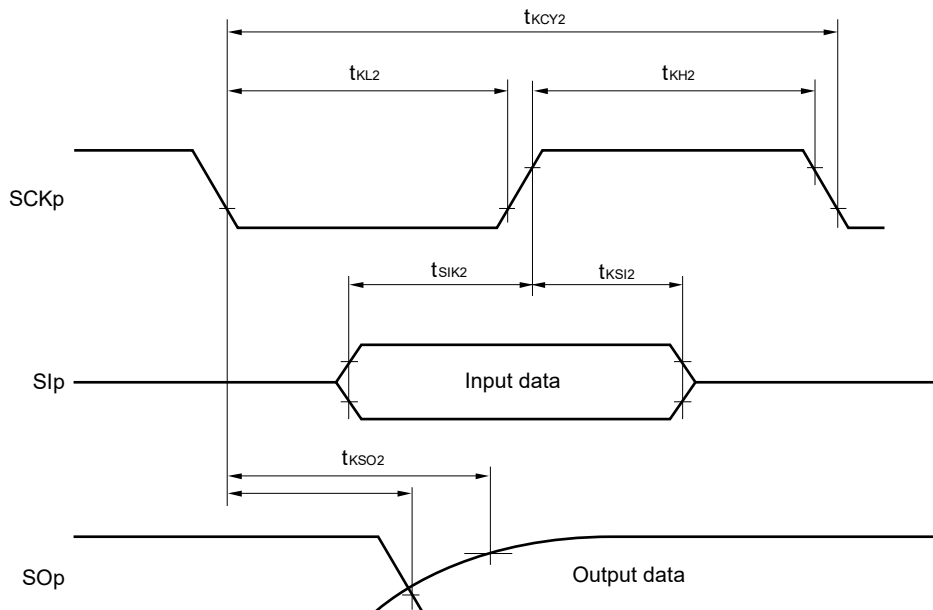 tKCY2
tKL2
tKH2
SCKp
tSIK2
tKSI2
SIp
Input data
tKSO2
SOp
Output data